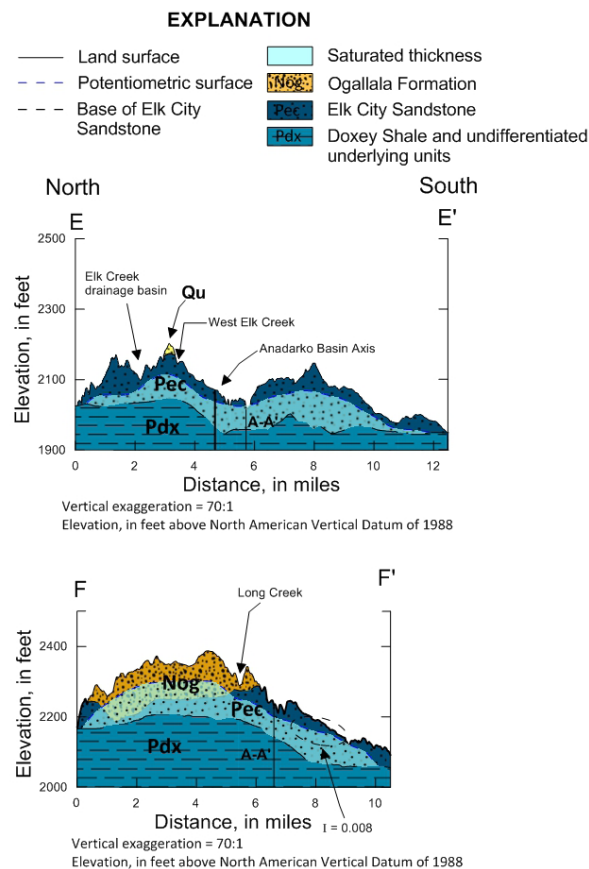 EXPLANATION
Land surface
Potentiometric surface
Base of Elk City
Sandstone
Saturated thickness
Nog
Ogallala Formation
Pec
Elk City Sandstone
Pdx
Doxey Shale and undifferentiated
underlying units
North
South
E
E'
2500
2300
2100
1900
Elevation, in feet
Elk Creek
drainage basin
Qu
West Elk Creek
Anadarko Basin Axis
Pec
A-A'
Pdx
0 2 4 6 8 10 12
Distance, in miles
Vertical exaggeration = 70:1
Elevation, in feet above North American Vertical Datum of 1988
F
F'
Long Creek
2400
2200
2000
Elevation, in feet
Nog
Pec
Pdx
A-A'
0 2 4 6 8 10
Distance, in miles
I = 0.008
Vertical exaggeration = 70:1
Elevation, in feet above North American Vertical Datum of 1988